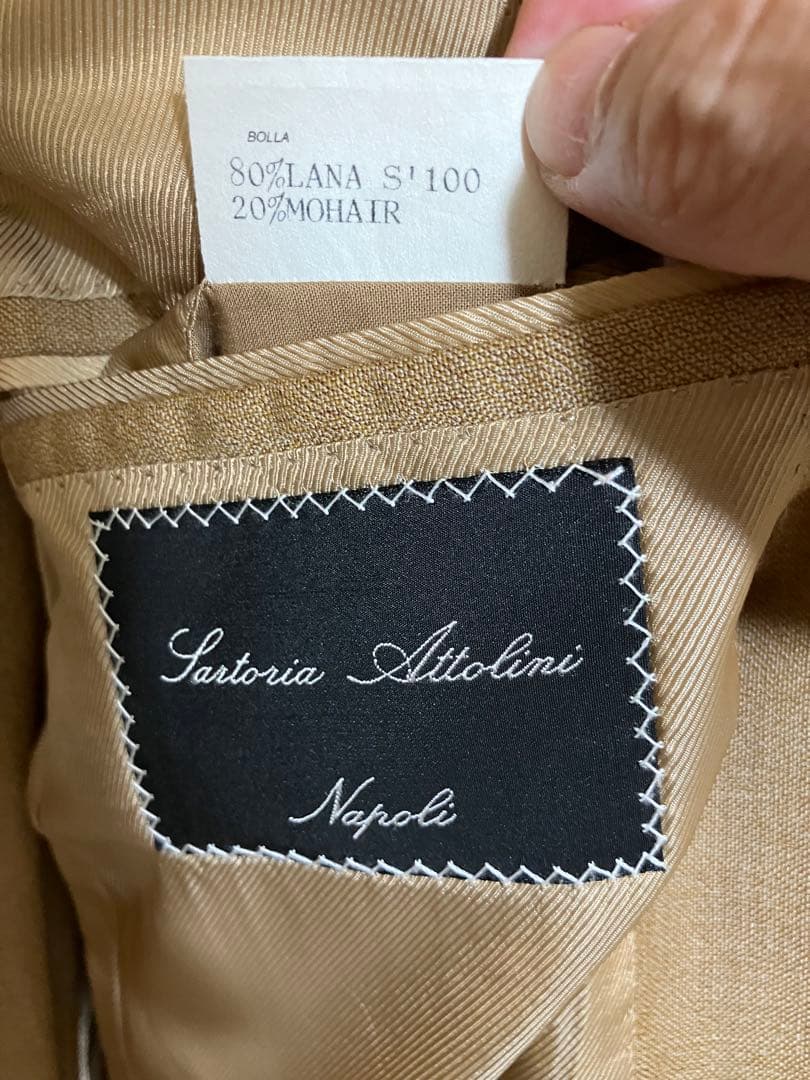 BOLLA
80%LANA S'100
20%MOHAIR
Sartoria Attolini
Napoli